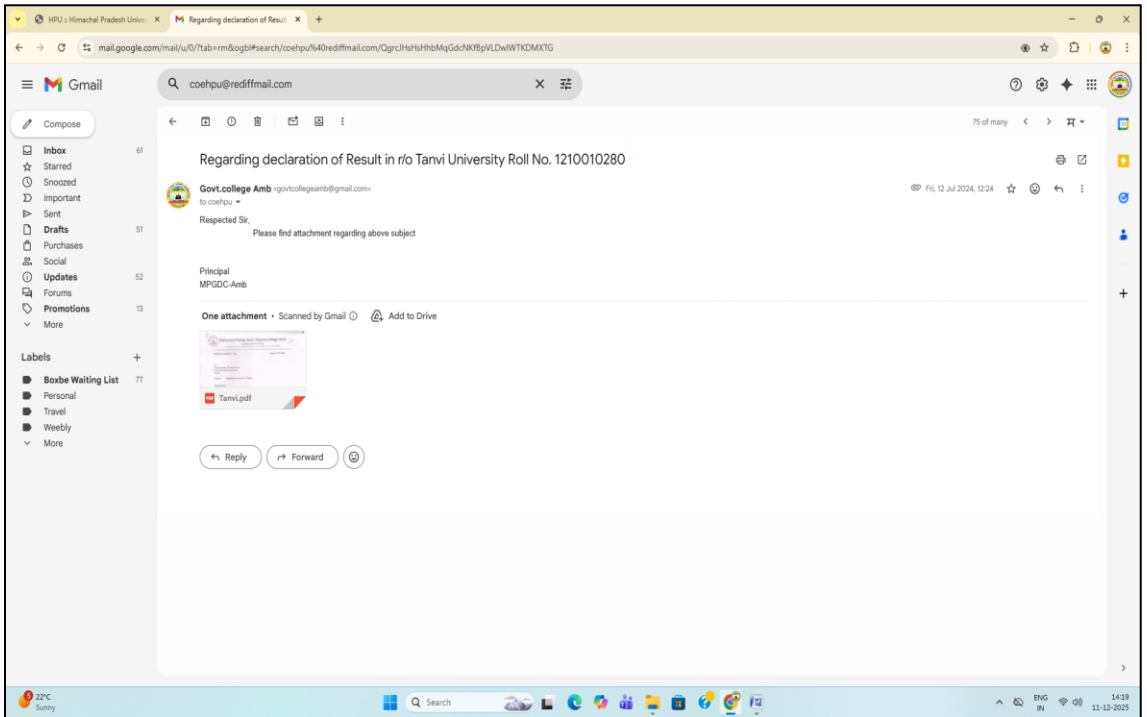 HPU :: Himachal Pradesh Univer
Regarding declaration of Result
mail.google.com/mail/u/0/?tab=rm&ogbl#search/coehpu%40rediffmail.com/QgrcJHsHsHhbMqGdcNKfBpVLDwlWTKDMXTG
Gmail
coehpu@rediffmail.com
Compose
75 of many
Inbox 61
Starred
Snoozed
Important
Sent
Drafts 51
Purchases
Social
Updates 52
Forums
Promotions 13
More
Labels
Boxbe Waiting List 77
Personal
Travel
Weebly
More
Regarding declaration of Result in r/o Tanvi University Roll No. 1210010280
Govt.college Amb <govtcollegeamb@gmail.com>
Fri, 12 Jul 2024, 12:24
to coehpu
Respected Sir,
Please find attachment regarding above subject
Principal
MPGDC-Amb
One attachment • Scanned by Gmail
Add to Drive
PDF Tanvi.pdf
Reply
Forward
5
22°C
Sunny
Search
ENG
IN
14:19
11-12-2025